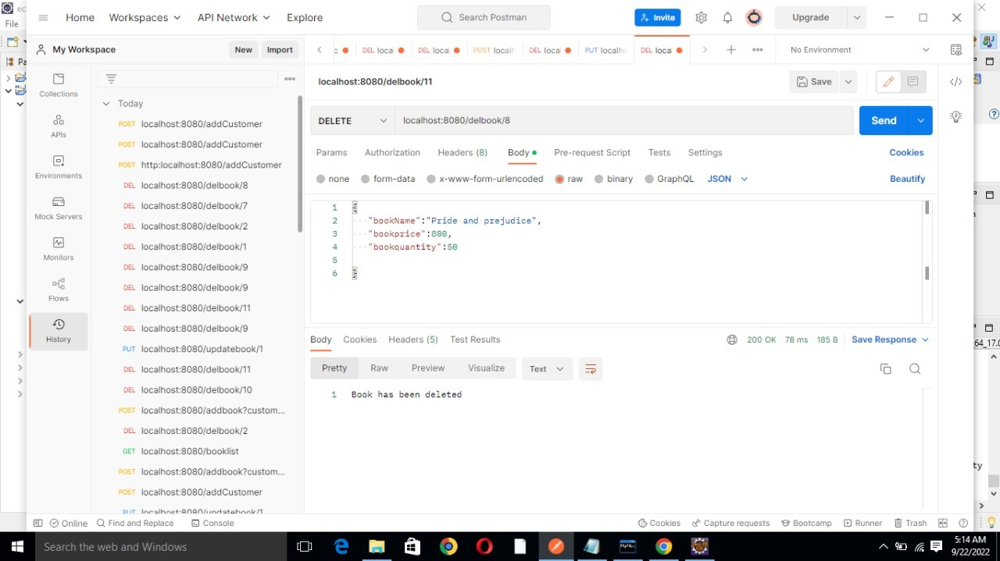 ec
File
Home Workspaces API Network Explore Search Postman Invite Upgrade
My Workspace New Import
c DEL local DEL local POST localh DEL local PUT localho DEL local No Environment
Pa
Collections
APIs
Environments
Mock Servers
Monitors
Flows
History
Today
POST localhost:8080/addCustomer
POST localhost:8080/addCustomer
POST http:localhost:8080/addCustomer
DEL localhost:8080/delbook/8
DEL localhost:8080/delbook/7
DEL localhost:8080/delbook/2
DEL localhost:8080/delbook/1
DEL localhost:8080/delbook/9
DEL localhost:8080/delbook/9
DEL localhost:8080/delbook/11
DEL localhost:8080/delbook/9
PUT localhost:8080/updatebook/1
DEL localhost:8080/delbook/11
DEL localhost:8080/delbook/10
POST localhost:8080/addbook?custom...
DEL localhost:8080/delbook/2
GET localhost:8080/booklist
POST localhost:8080/addbook?custom...
POST localhost:8080/addCustomer
PUT localhost:8080/updatebook/1
localhost:8080/delbook/11 Save
DELETE localhost:8080/delbook/8 Send
Params Authorization Headers (8) Body Pre-request Script Tests Settings Cookies
none form-data x-www-form-urlencoded raw binary GraphQL JSON Beautify
1 {
2 "bookName":"Pride and prejudice",
3 "bookprice":800,
4 "bookquantity":50
5
6 }
Body Cookies Headers (5) Test Results 200 OK 78 ms 185 B Save Response
Pretty Raw Preview Visualize Text
1 Book has been deleted
n
64_17.0
ty
Online Find and Replace Console Cookies Capture requests Bootcamp Runner Trash
Search the web and Windows
5:14 AM
9/22/2022